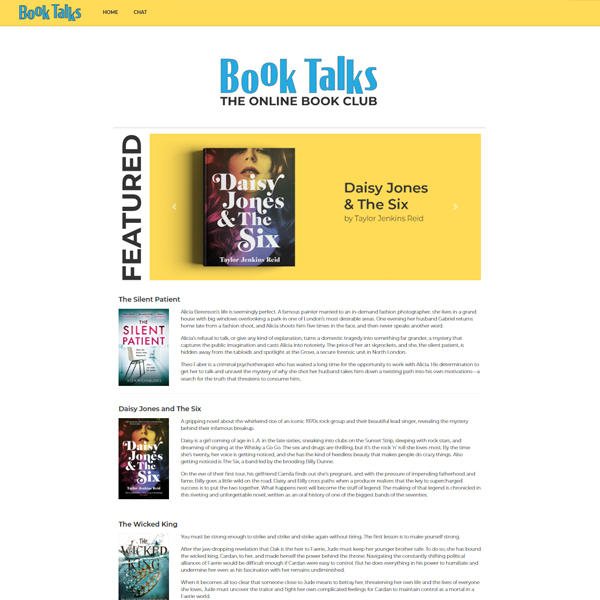 Book Talks HOME CHAT
Book Talks
THE ONLINE BOOK CLUB
FEATURED
Daisy
Jones
& The
Six
Taylor Jenkins Reid
Daisy Jones
& The Six
by Taylor Jenkins Reid
The Silent Patient
THE
SILENT
PATIENT
Alicia Berenson's life is seemingly perfect. A famous painter married to an in-demand fashion photographer, she lives in a grand
house with big windows overlooking a park in one of London's most desirable areas. One evening her husband Gabriel returns
home late from a fashion shoot, and Alicia shoots him five times in the face, and then never speaks another word.
Alicia's refusal to talk, or give any kind of explanation, turns a domestic tragedy into something far grander, a mystery that
captures the public imagination and casts Alicia into notoriety. The price of her art skyrockets, and she, the silent patient, is
hidden away from the tabloids and spotlight at the Grove, a secure forensic unit in North London.
Theo Faber is a criminal psychotherapist who has waited a long time for the opportunity to work with Alicia. His determination to
get her to talk and unravel the mystery of why she shot her husband takes him down a twisting path into his own motivations—a
search for the truth that threatens to consume him.
Daisy Jones and The Six
Daisy
Jones
& The
Six
A gripping novel about the whirlwind rise of an iconic 1970s rock group and their beautiful lead singer, revealing the mystery
behind their infamous breakup.
Daisy is a girl coming of age in L.A. in the late sixties, sneaking into clubs on the Sunset Strip, sleeping with rock stars, and
dreaming of singing at the Whisky a Go Go. The sex and drugs are thrilling, but it's the rock 'n' roll she loves most. By the time
she's twenty, her voice is getting noticed, and she has the kind of heedless beauty that makes people do crazy things. Also
getting noticed is The Six, a band led by the brooding Billy Dunne.
On the eve of their first tour, his girlfriend Camila finds out she's pregnant, and with the pressure of impending fatherhood and
fame, Billy goes a little wild on the road. Daisy and Billy cross paths when a producer realizes that the key to supercharged
success is to put the two together. What happens next will become the stuff of legend. The making of that legend is chronicled in
this riveting and unforgettable novel, written as an oral history of one of the biggest bands of the seventies.
The Wicked King
THE
WICKED
KING
You must be strong enough to strike and strike and strike again without tiring. The first lesson is to make yourself strong.
After the jaw-dropping revelation that Oak is the heir to Faerie, Jude must keep her younger brother safe. To do so, she has bound
the wicked king, Cardan, to her, and made herself the power behind the throne. Navigating the constantly shifting political
alliances of Faerie would be difficult enough if Cardan were easy to control. But he does everything in his power to humiliate and
undermine her even as his fascination with her remains undiminished.
When it becomes all too clear that someone close to Jude means to betray her, threatening her own life and the lives of everyone
she loves, Jude must uncover the traitor and fight her own complicated feelings for Cardan to maintain control as a mortal in a
Faerie world.